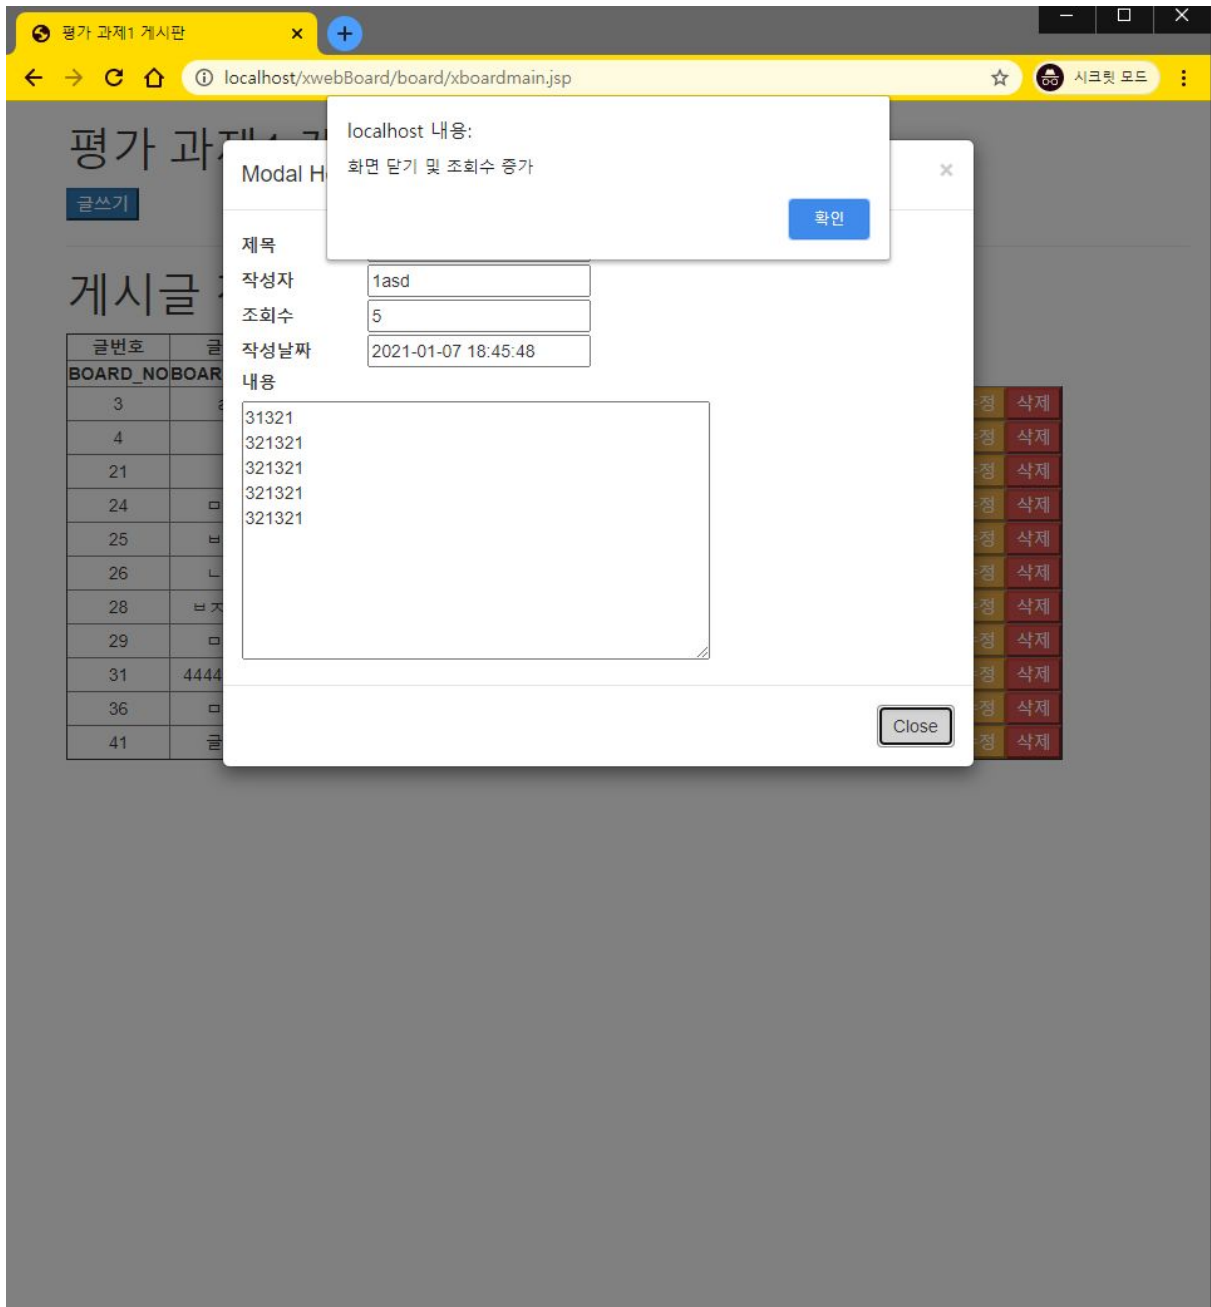 평가 과제1 게시판
localhost/xwebBoard/board/xboardmain.jsp
시크릿 모드
localhost 내용:
화면 닫기 및 조회수 증가
확인
평가
글쓰기
Modal
×
제목
작성자 1asd
조회수 5
작성날짜 2021-01-07 18:45:48
내용
31321
321321
321321
321321
321321
Close
게시글
글번호 글
BOARD_NO BOAR
3 삭제
4 삭제
21 삭제
24 ㅁ 삭제
25 ㅂ 삭제
26 ㄴ 삭제
28 ㅂㅈ 삭제
29 ㅁ 삭제
31 4444 삭제
36 ㅁ 삭제
41 글 삭제